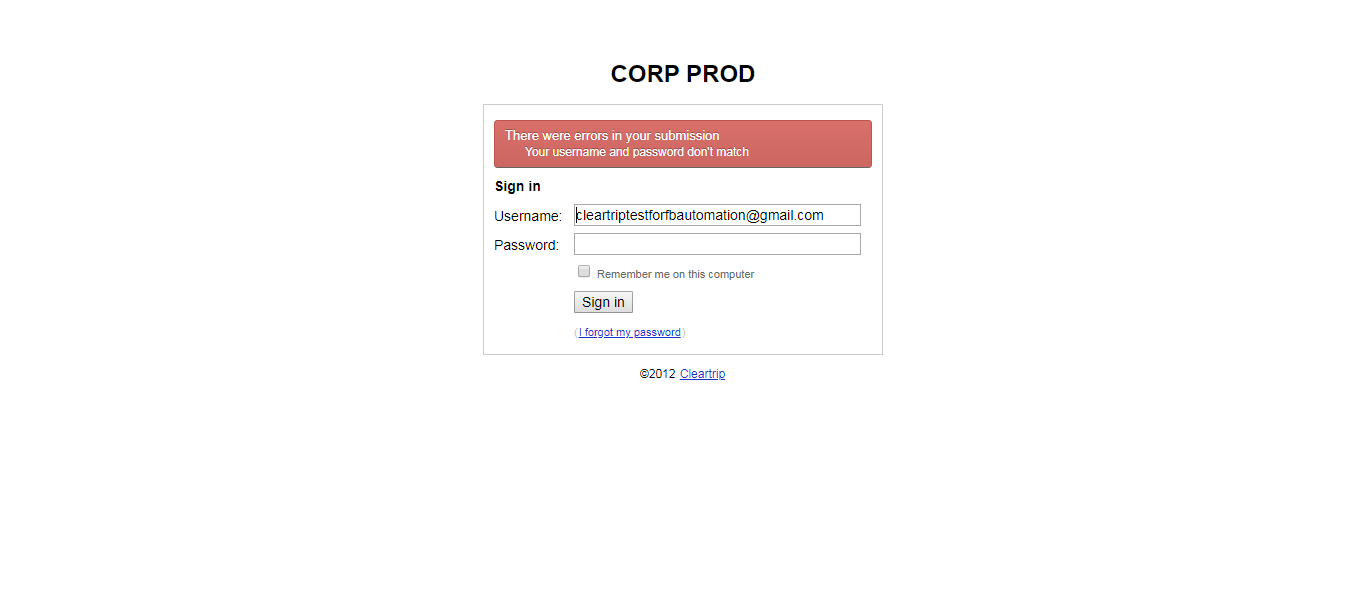 CORP PROD
There were errors in your submission
Your username and password don't match
Sign in
Username: cleartriptestforfbautomation@gmail.com
Password:
Remember me on this computer
Sign in
(I forgot my password)
©2012 Cleartrip